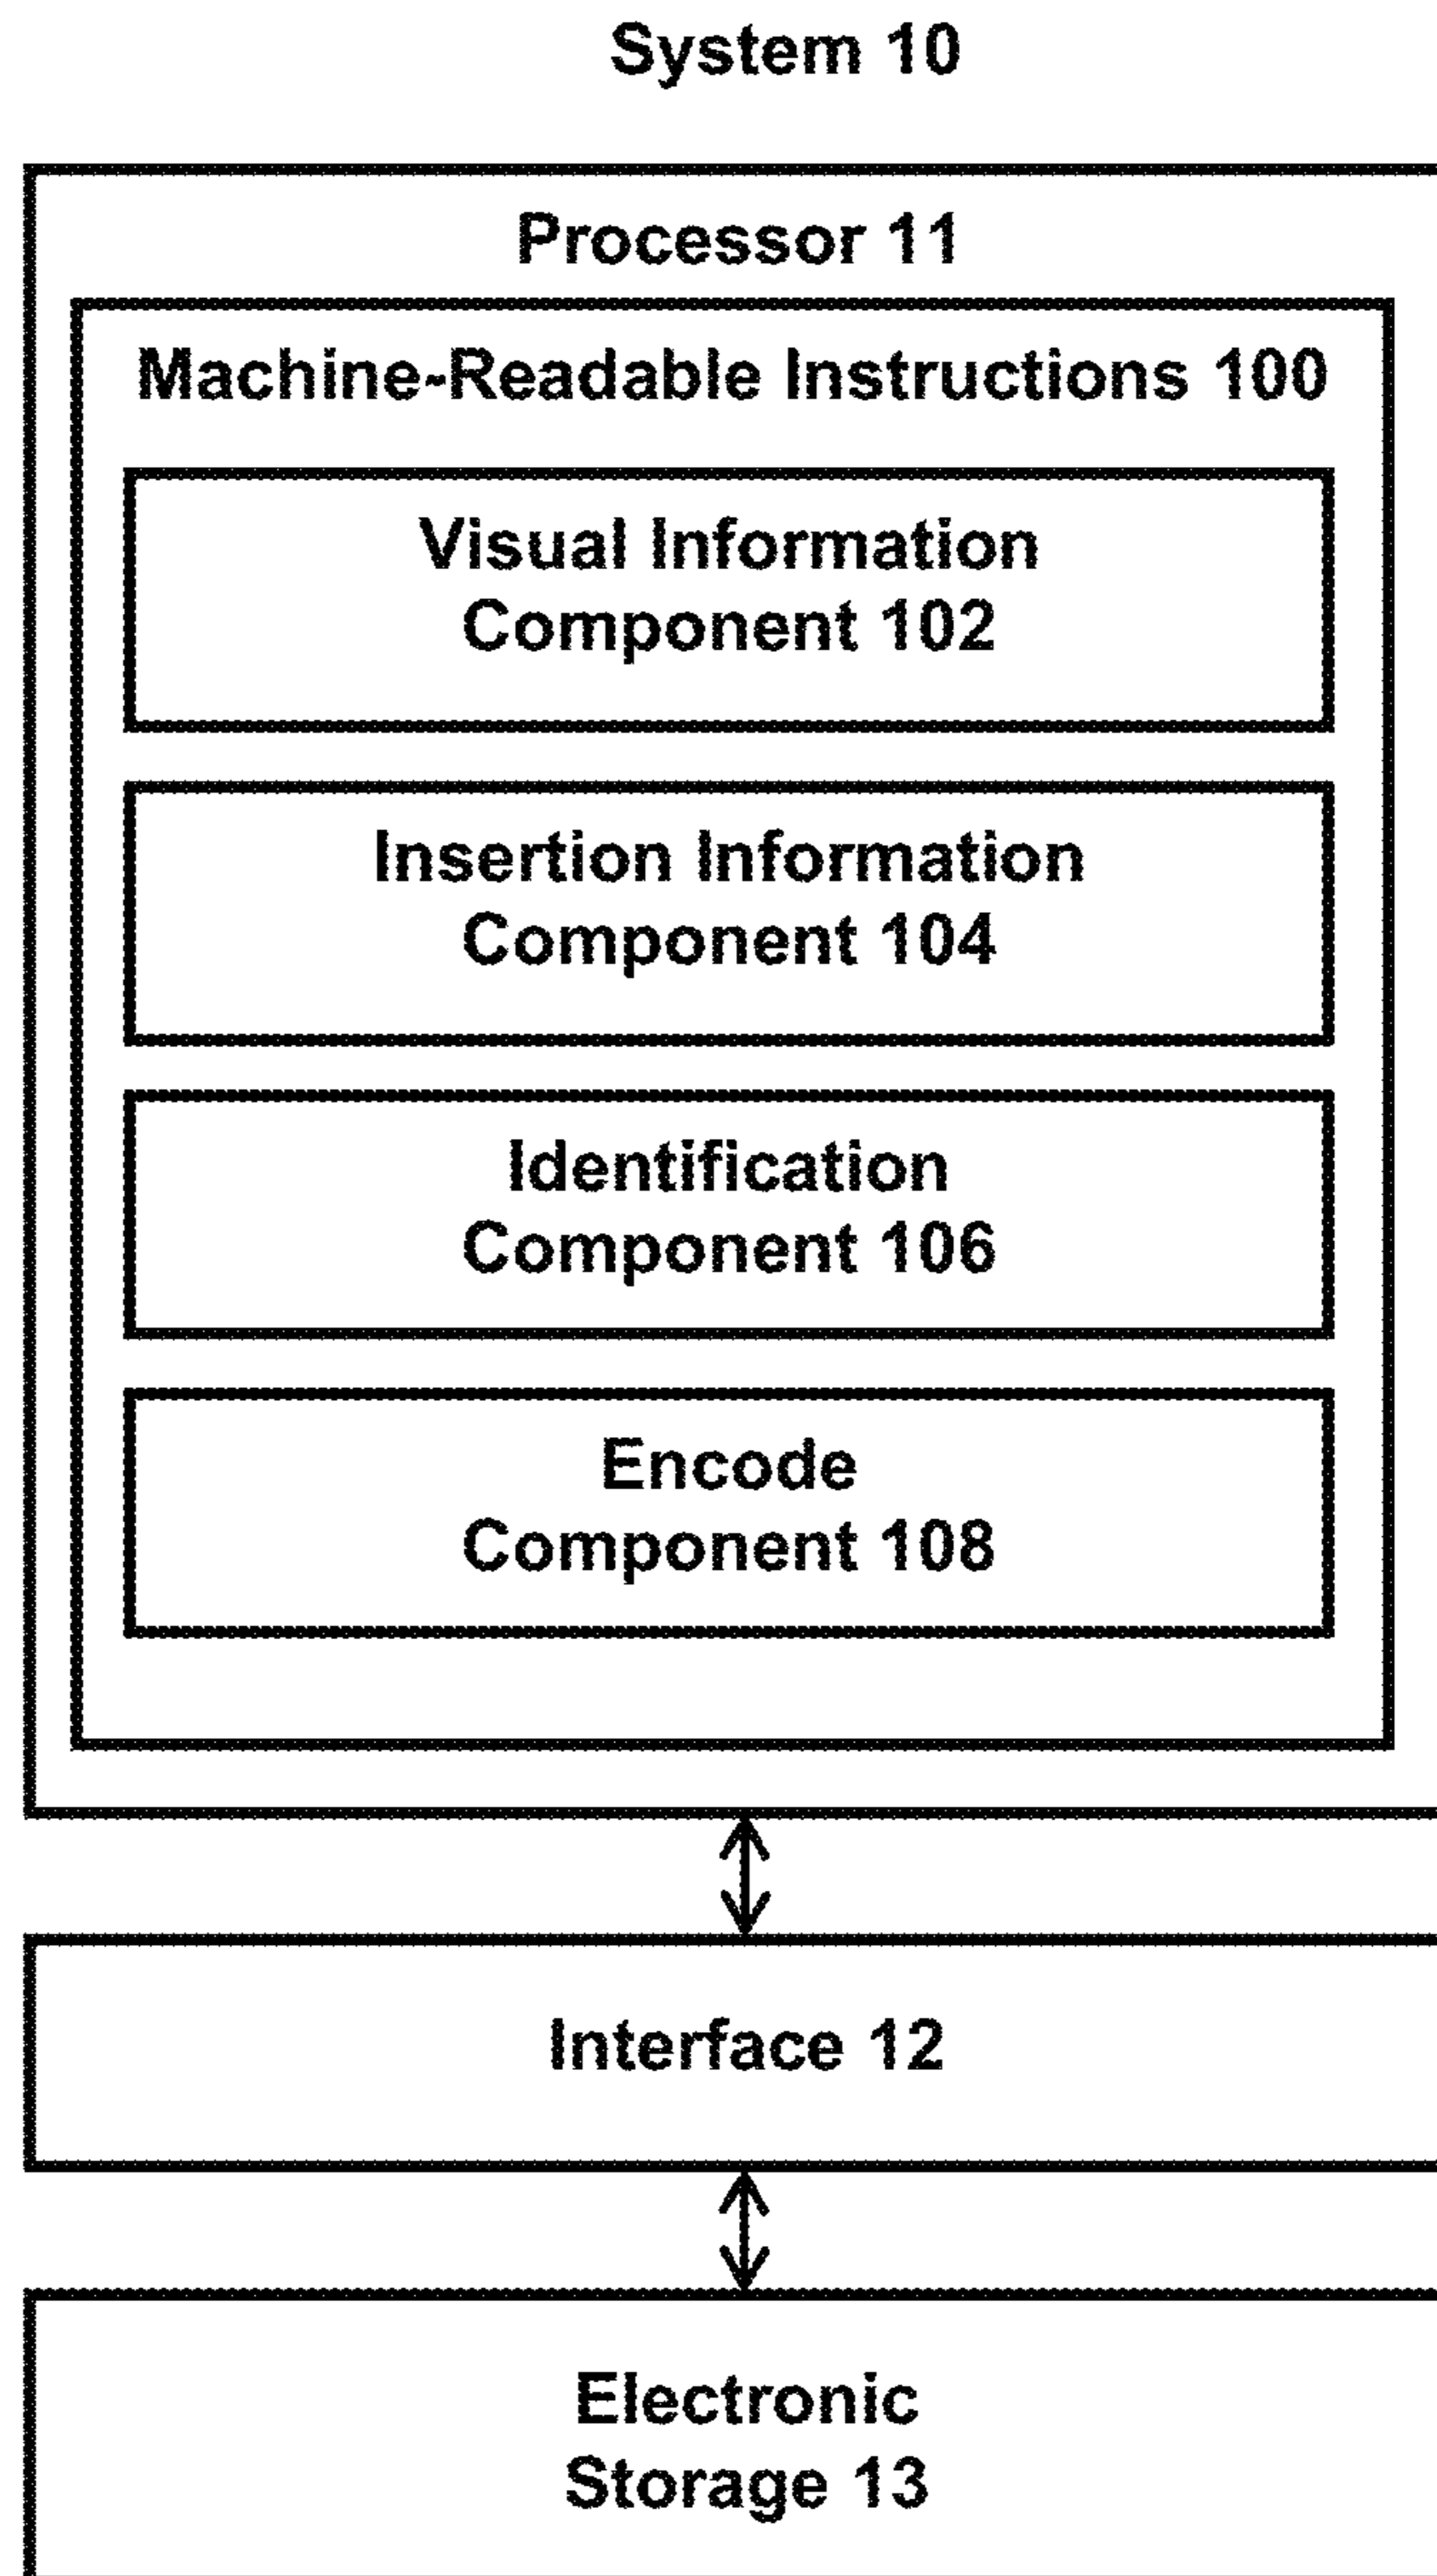 System 10
Processor 11
Machine-Readable Instructions 100
Visual Information
Component 102
Insertion Information
Component 104
Identification
Component 106
Encode
Component 108
Interface 12
Electronic
Storage 13